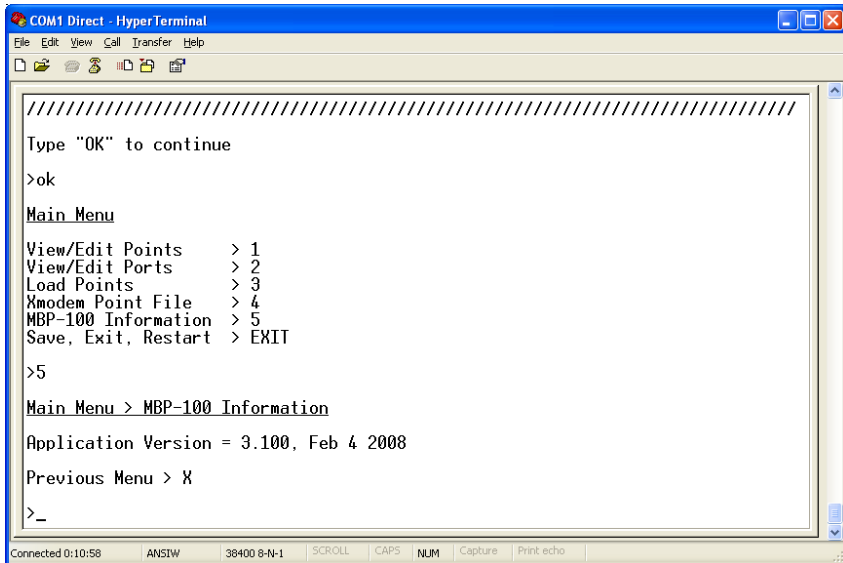 COM1 Direct - HyperTerminal
File Edit View Call Transfer Help
///////////////////////////////////////////////////////////////////////////////
Type "OK" to continue
>ok
Main Menu
View/Edit Points > 1
View/Edit Ports > 2
Load Points > 3
Xmodem Point File > 4
MBP-100 Information > 5
Save, Exit, Restart > EXIT
>5
Main Menu > MBP-100 Information
Application Version = 3.100, Feb 4 2008
Previous Menu > X
>_
Connected 0:10:58 ANSIW 38400 8-N-1 SCROLL CAPS NUM Capture Print echo